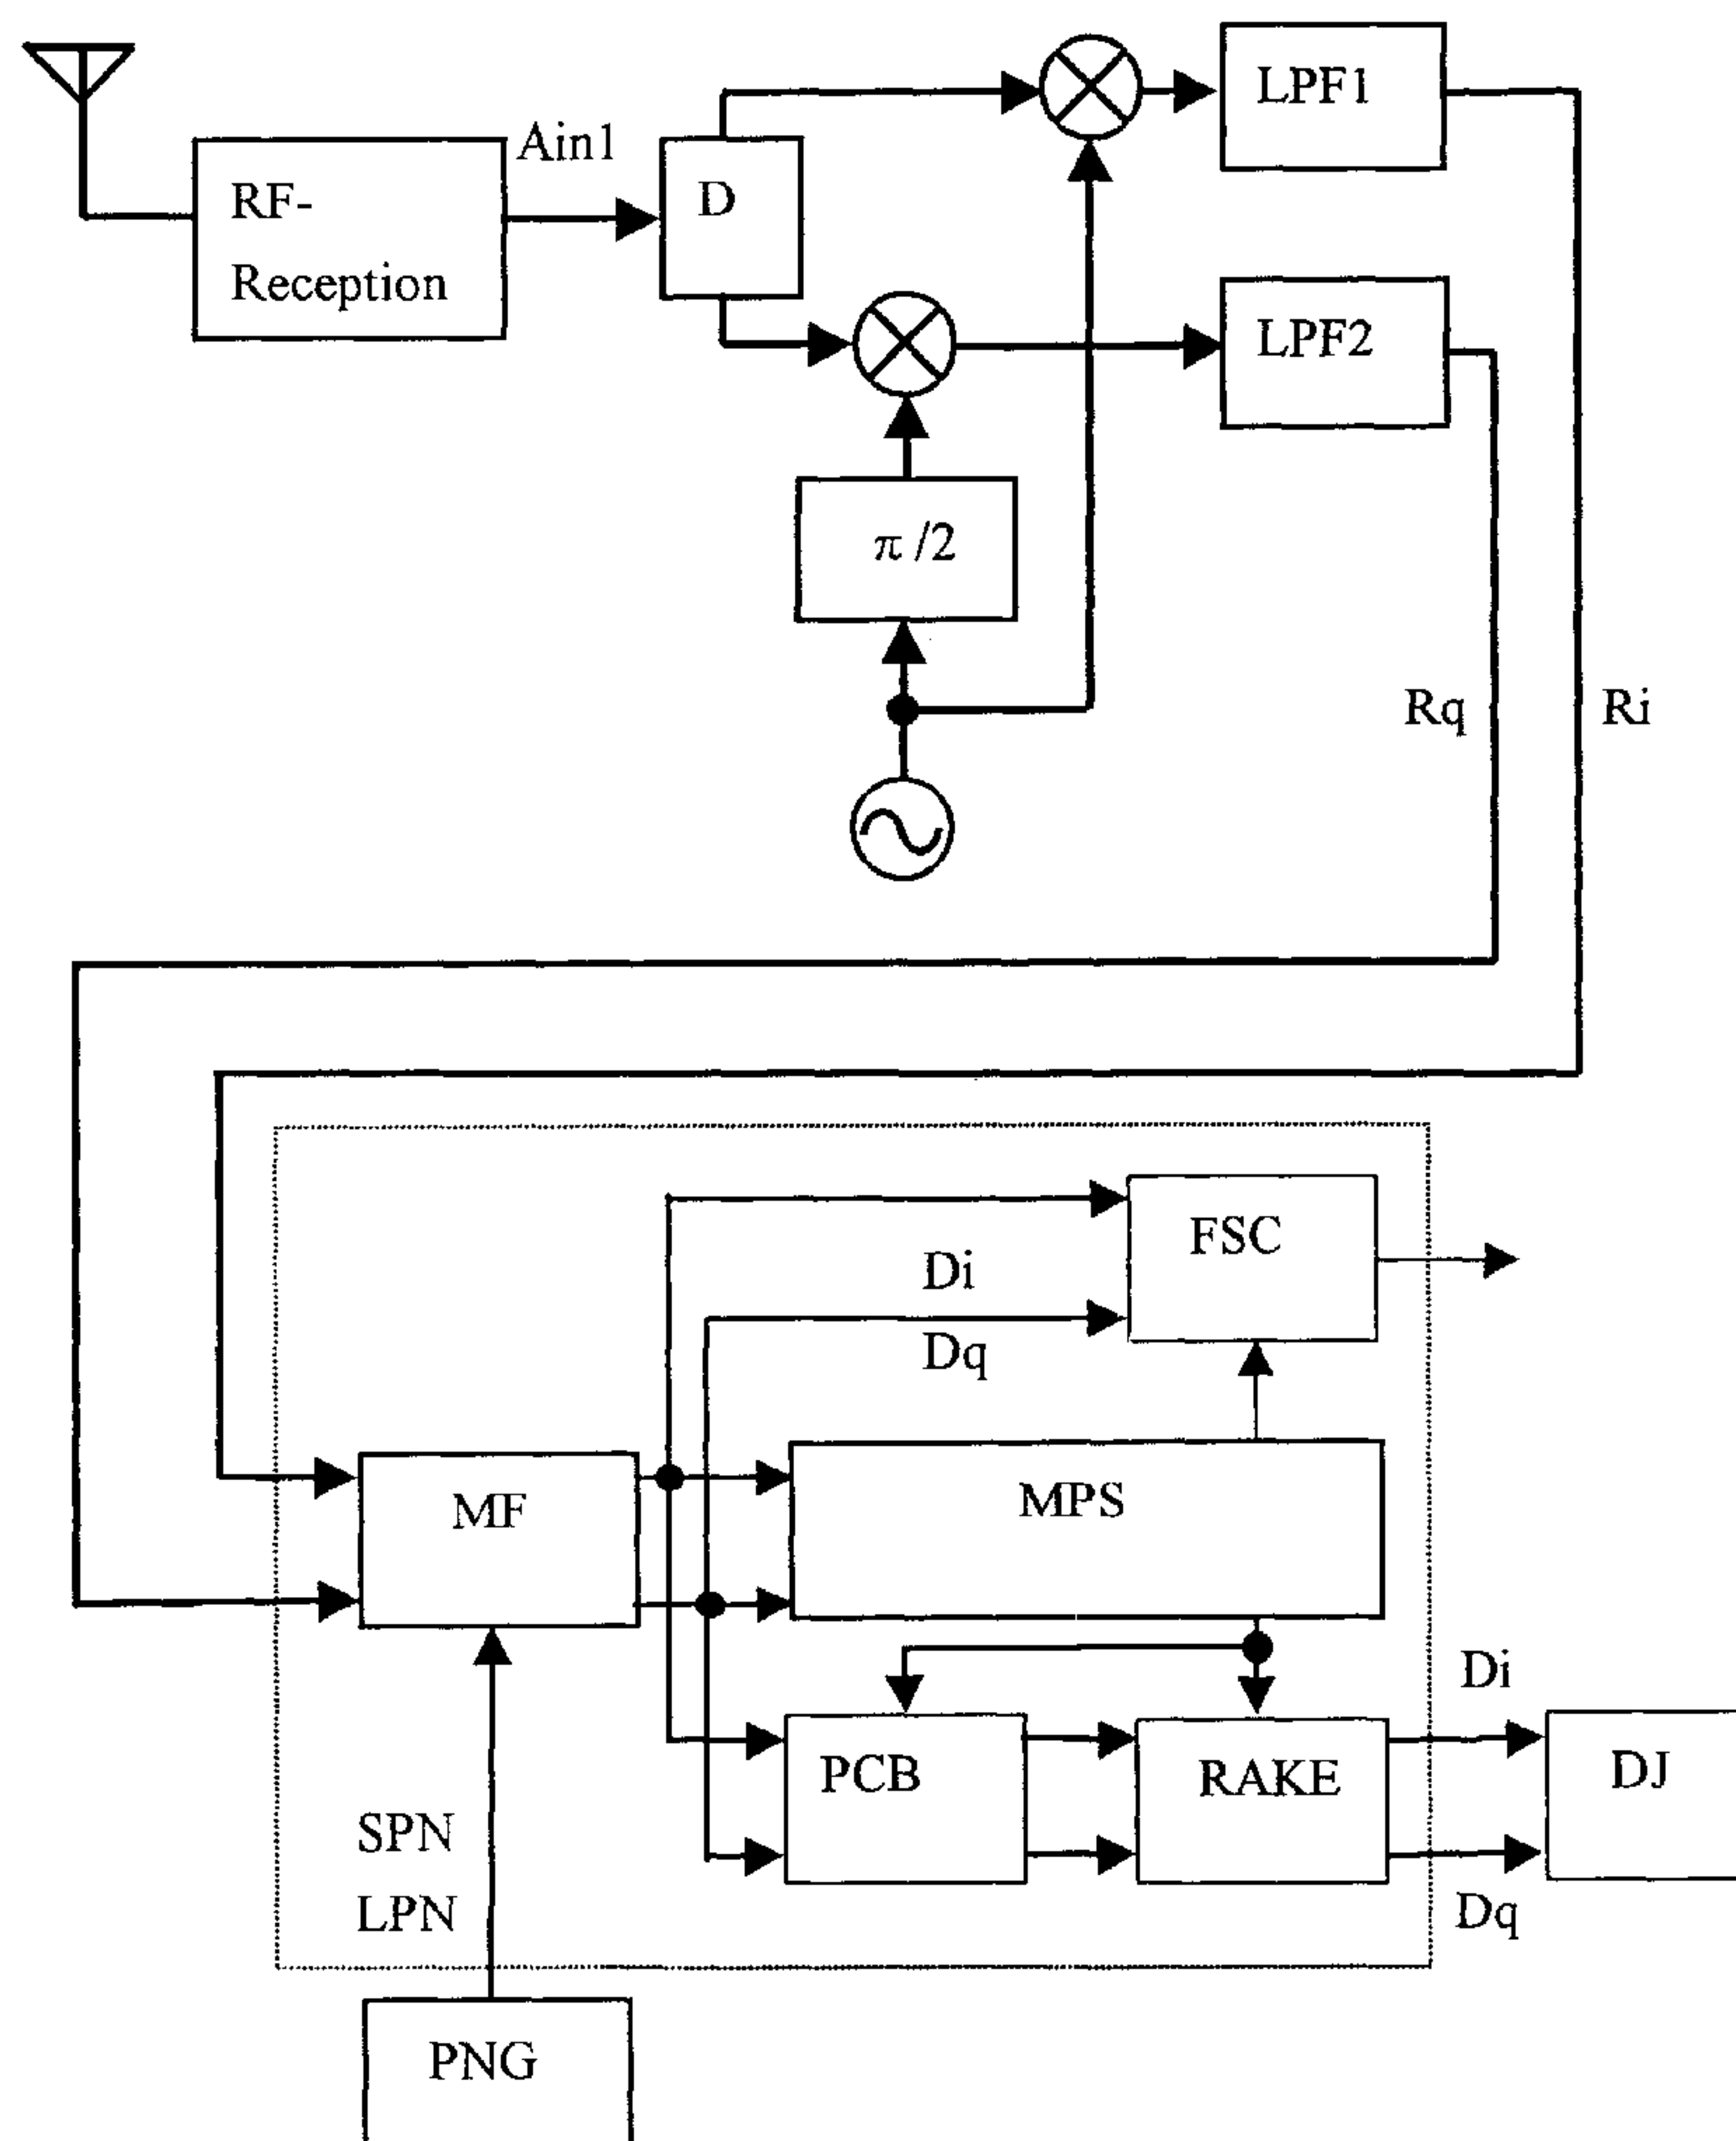 LPF1
Ain1
RF-
Reception
D
LPF2
π/2
Rq
Ri
FSC
Di
Dq
MF
MPS
Di
PCB
RAKE
DJ
SPN
LPN
Dq
PNG